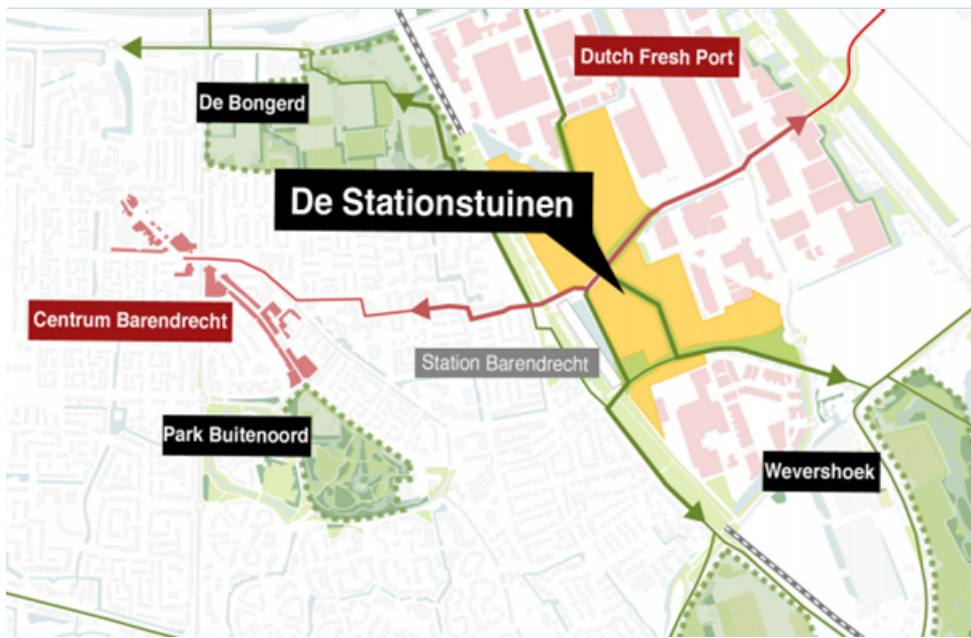 Dutch Fresh Port
De Bongerd
De Stationstuinen
Centrum Barendrecht
Station Barendrecht
Park Buitenoord
Wevershoek